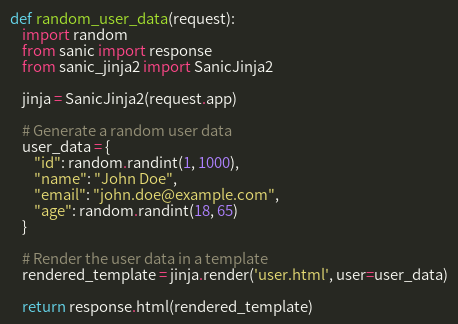 def random_user_data(request):
    import random
    from sanic import response
    from sanic_jinja2 import SanicJinja2

    jinja = SanicJinja2(request.app)

    # Generate a random user data
    user_data = {
        "id": random.randint(1, 1000),
        "name": "John Doe",
        "email": "john.doe@example.com",
        "age": random.randint(18, 65)
    }

    # Render the user data in a template
    rendered_template = jinja.render('user.html', user=user_data)

    return response.html(rendered_template)